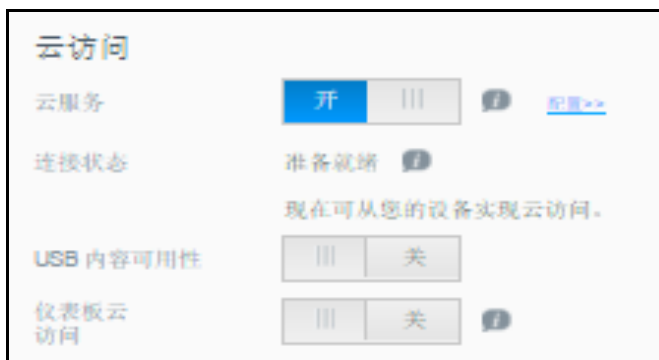 云访问
云服务 开 配置>>
连接状态 准备就绪
现在可从您的设备实现云访问。
USB 内容可用性 关
仪表板云
访问 关